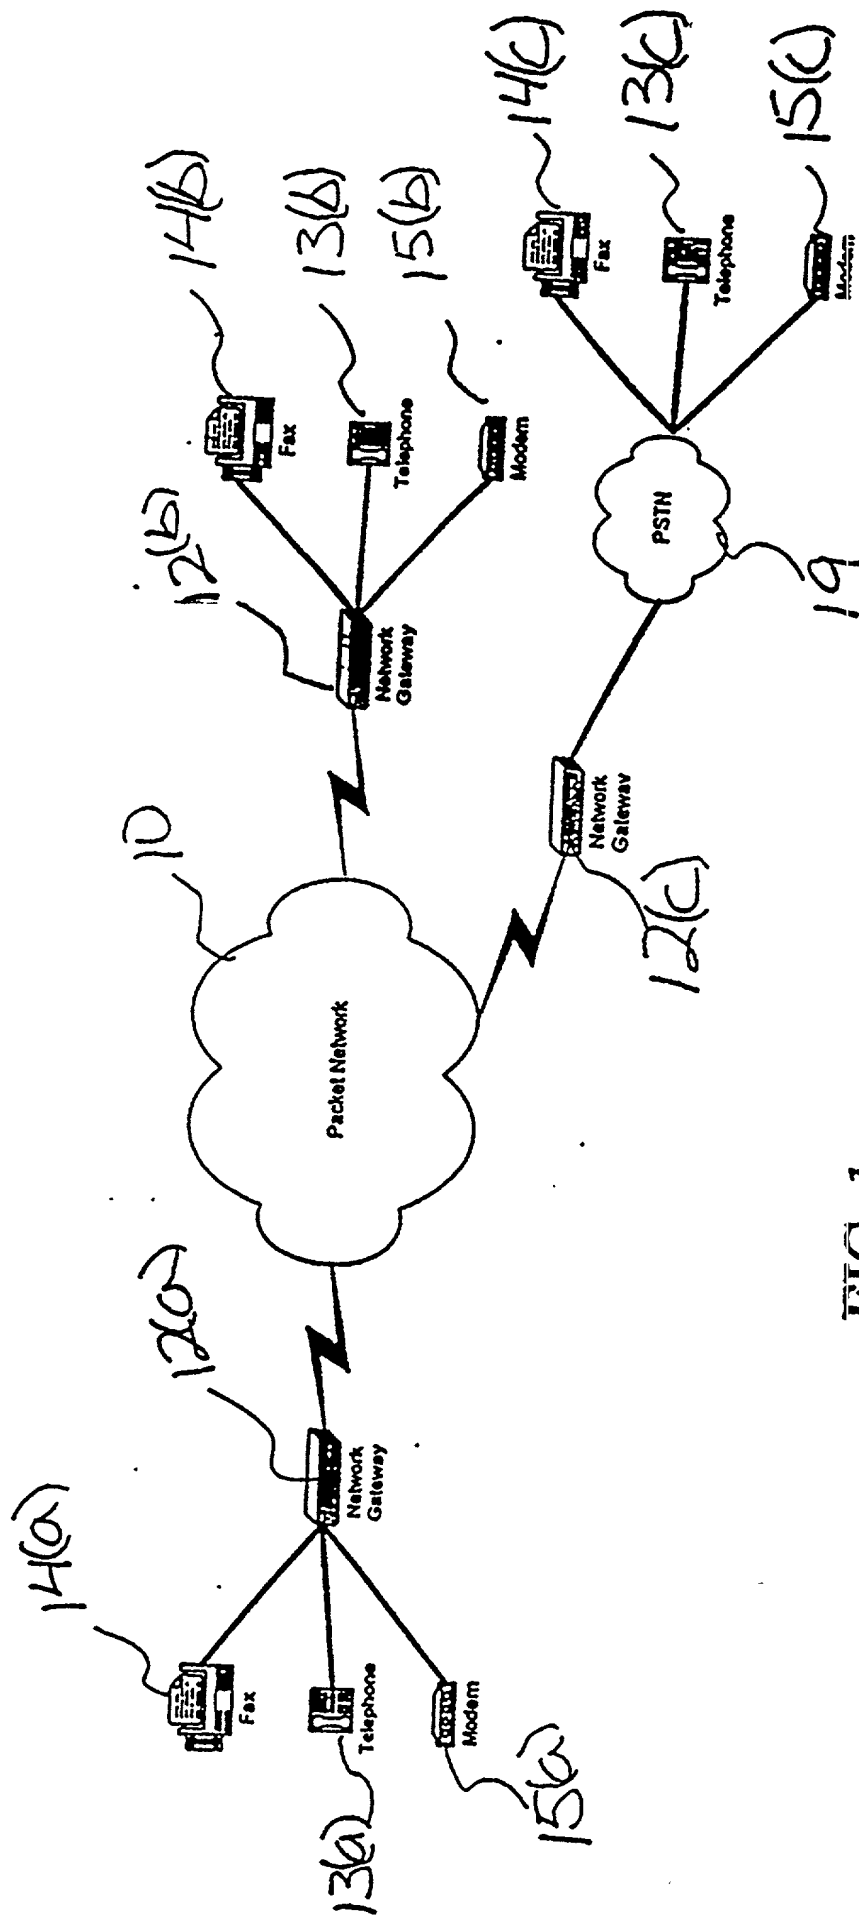 14(a)
Fax
13(a)
Telephone
15(a)
Modem
12(a)
Network
Gateway
10
Packet Network
12(b)
Network
Gateway
14(b)
Fax
13(b)
Telephone
15(b)
Modem
12(c)
Network
Gateway
19
PSTN
14(c)
Fax
13(c)
Telephone
15(c)
Modem
FIG. 1